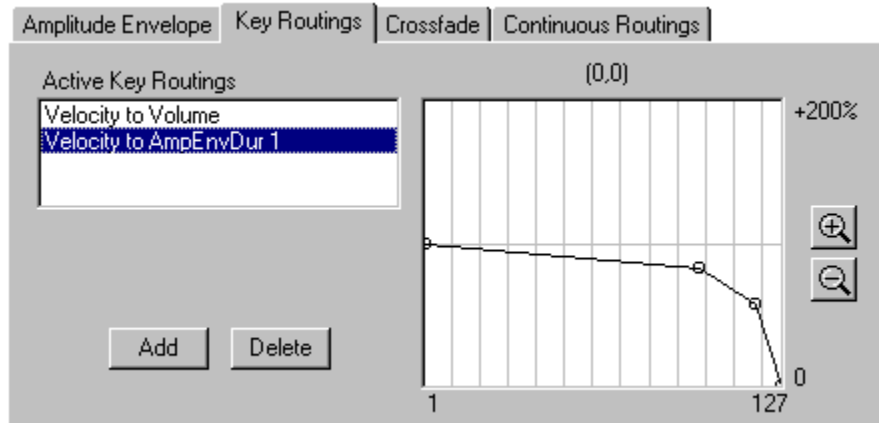 Amplitude Envelope Key Routings Crossfade Continuous Routings
Active Key Routings
(0,0)
Velocity to Volume
Velocity to AmpEnvDur 1
+200%
Add Delete
0
1 127